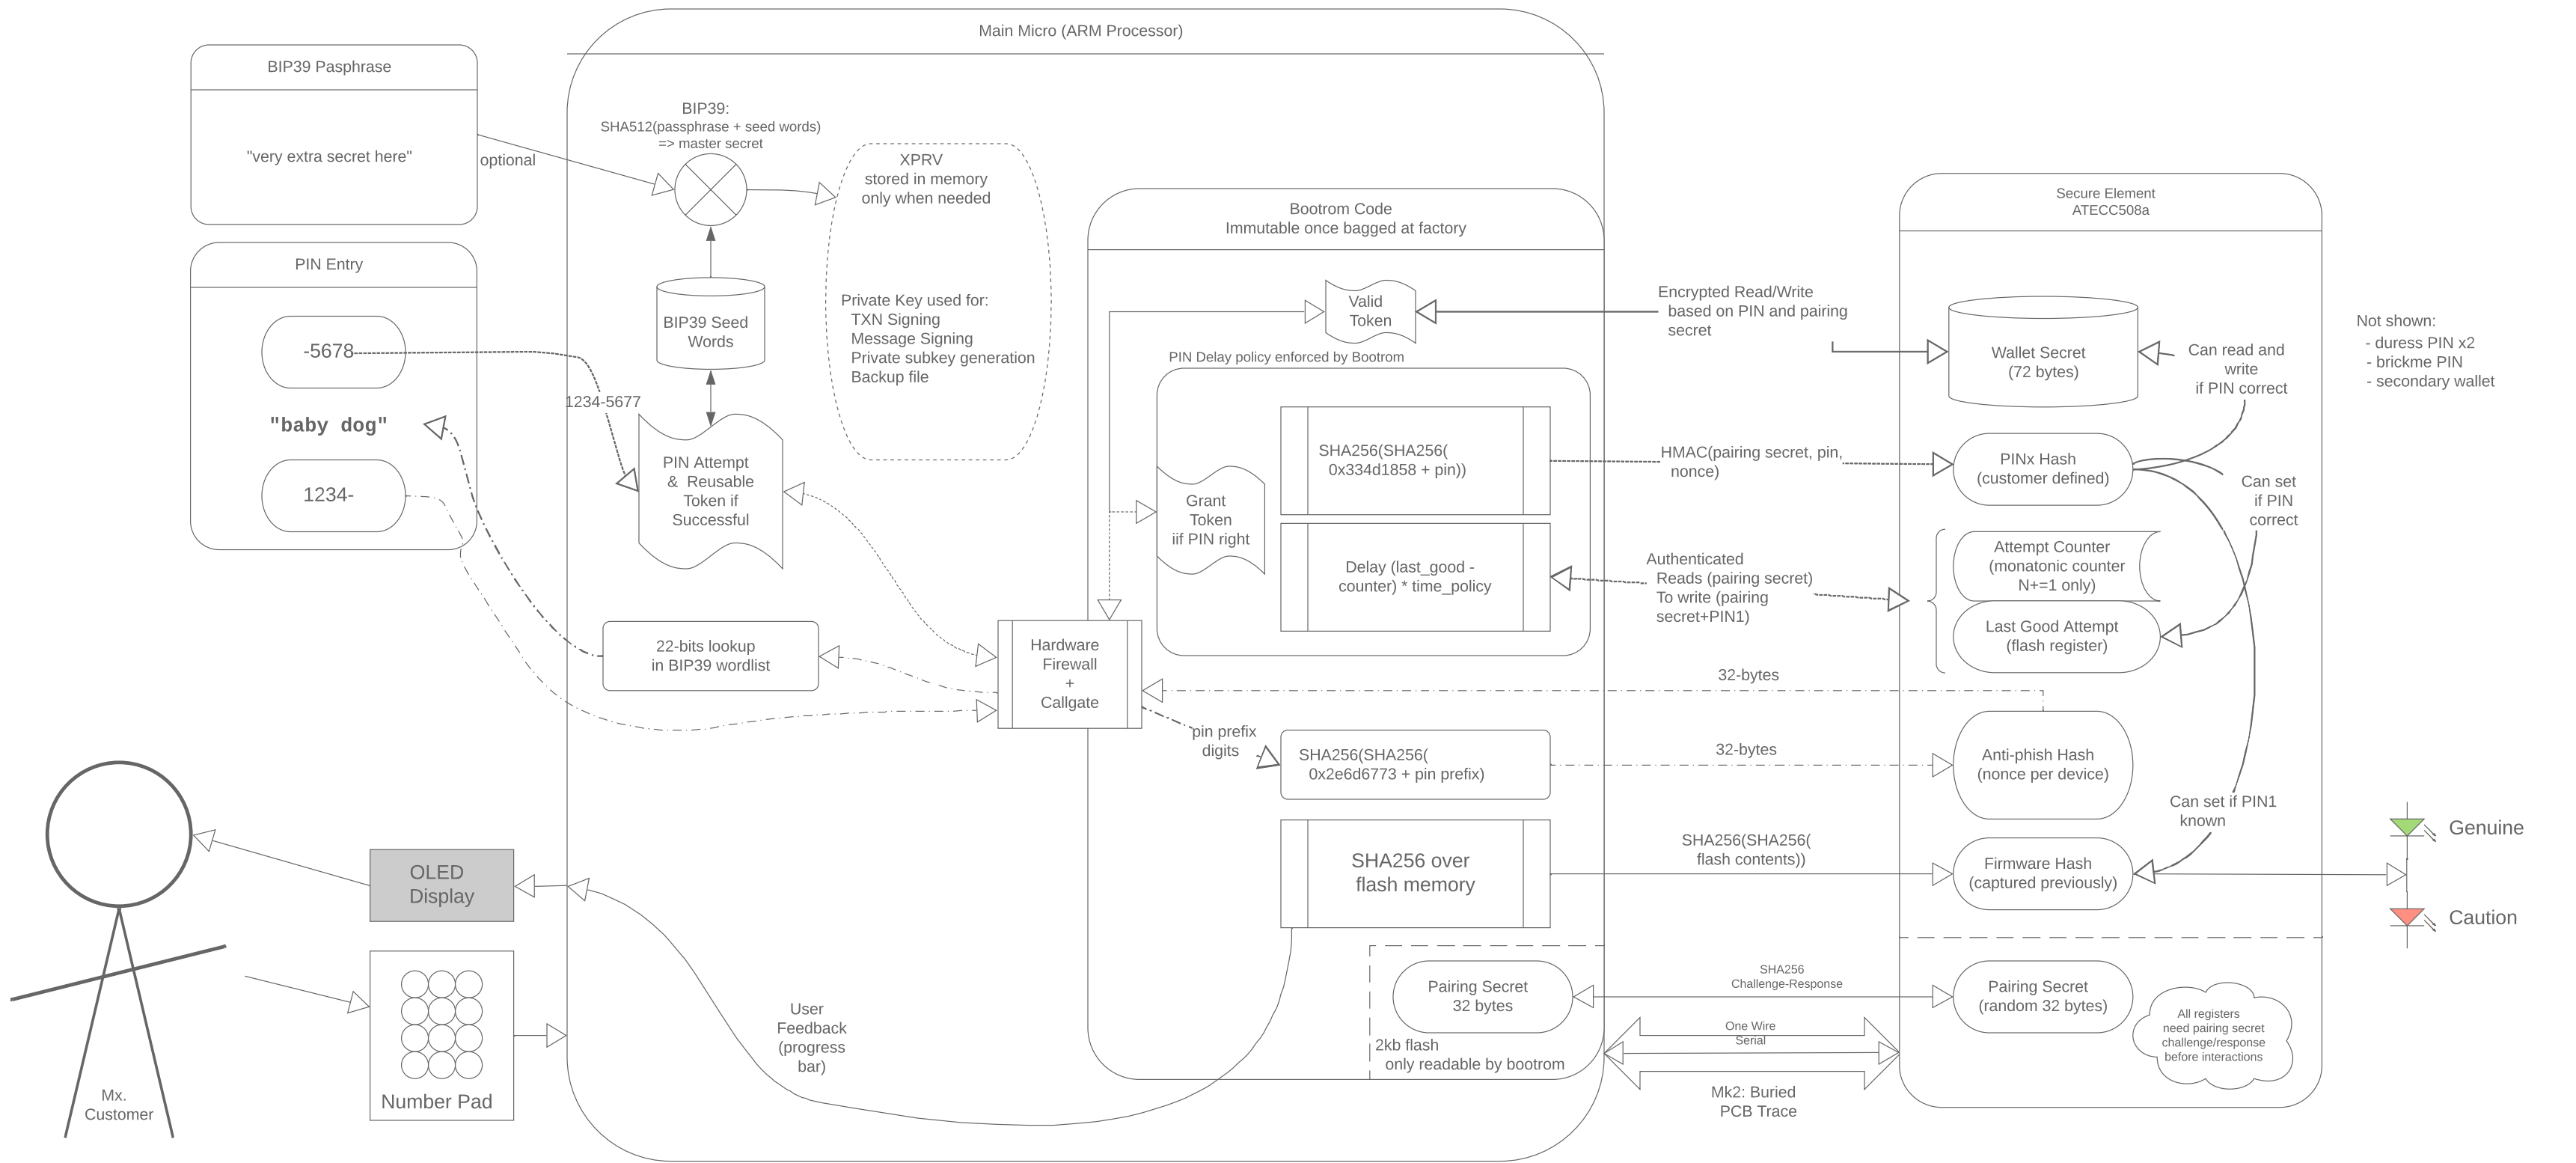 Main Micro (ARM Processor)
BIP39 Pasphrase
"very extra secret here"
optional
BIP39:
SHA512(passphrase + seed words)
=> master secret
XPRV
stored in memory
only when needed
Private Key used for:
TXN Signing
Message Signing
Private subkey generation
Backup file
BIP39 Seed
Words
PIN Entry
-5678
"baby dog"
1234-
1234-5677
PIN Attempt
& Reusable
Token if
Successful
22-bits lookup
in BIP39 wordlist
Hardware
Firewall
+
Callgate
Bootrom Code
Immutable once bagged at factory
Valid
Token
PIN Delay policy enforced by Bootrom
SHA256(SHA256(
0x334d1858 + pin))
Grant
Token
iif PIN right
Delay (last_good -
counter) * time_policy
pin prefix
digits
SHA256(SHA256(
0x2e6d6773 + pin prefix)
SHA256 over
flash memory
Pairing Secret
32 bytes
2kb flash
only readable by bootrom
User
Feedback
(progress
bar)
Encrypted Read/Write
based on PIN and pairing
secret
HMAC(pairing secret, pin,
nonce)
Authenticated
Reads (pairing secret)
To write (pairing
secret+PIN1)
32-bytes
32-bytes
SHA256(SHA256(
flash contents))
SHA256
Challenge-Response
One Wire
Serial
Mk2: Buried
PCB Trace
Secure Element
ATECC508a
Wallet Secret
(72 bytes)
Can read and
write
if PIN correct
PINx Hash
(customer defined)
Can set
if PIN
correct
Attempt Counter
(monatonic counter
N+=1 only)
Last Good Attempt
(flash register)
Anti-phish Hash
(nonce per device)
Can set if PIN1
known
Firmware Hash
(captured previously)
Pairing Secret
(random 32 bytes)
All registers
need pairing secret
challenge/response
before interactions
Not shown:
- duress PIN x2
- brickme PIN
- secondary wallet
Genuine
Caution
OLED
Display
Number Pad
Mx.
Customer